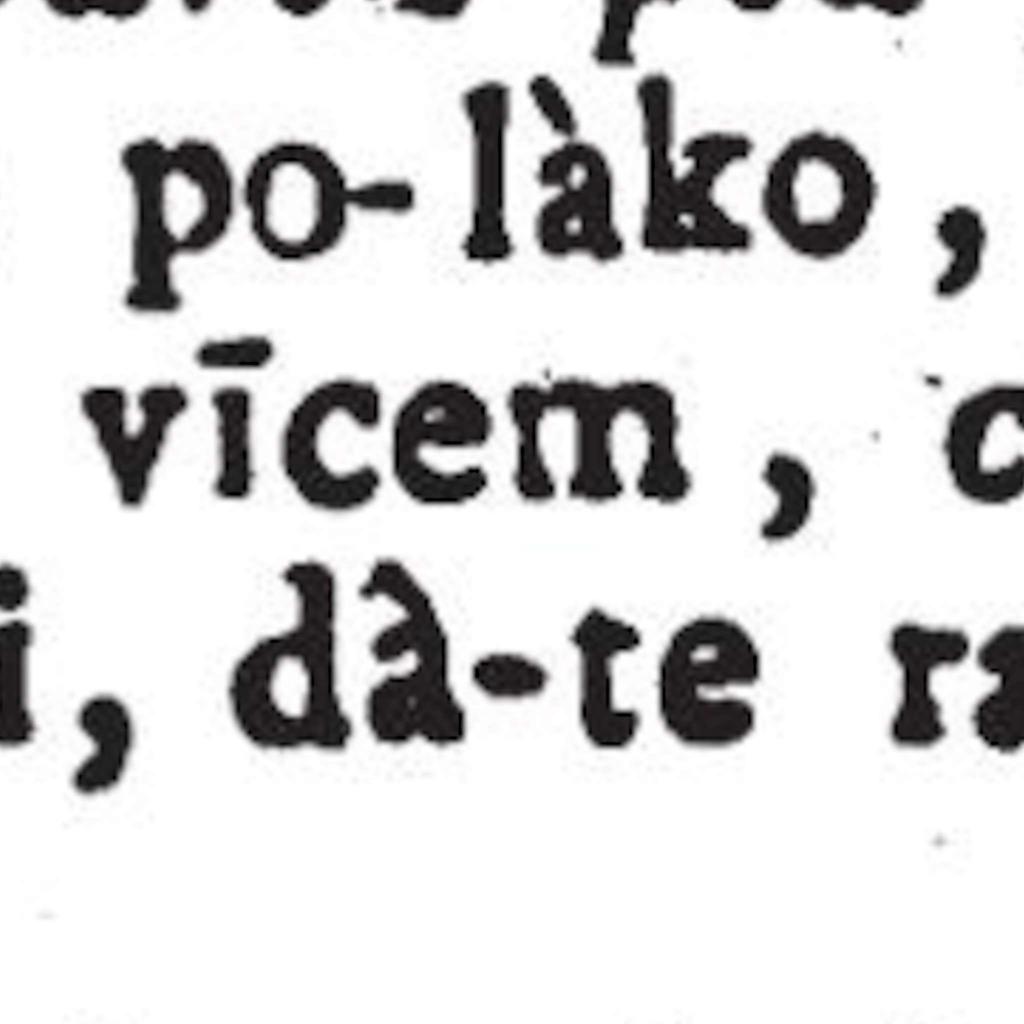 po-làko ,
vīcem ,
i, dà-te